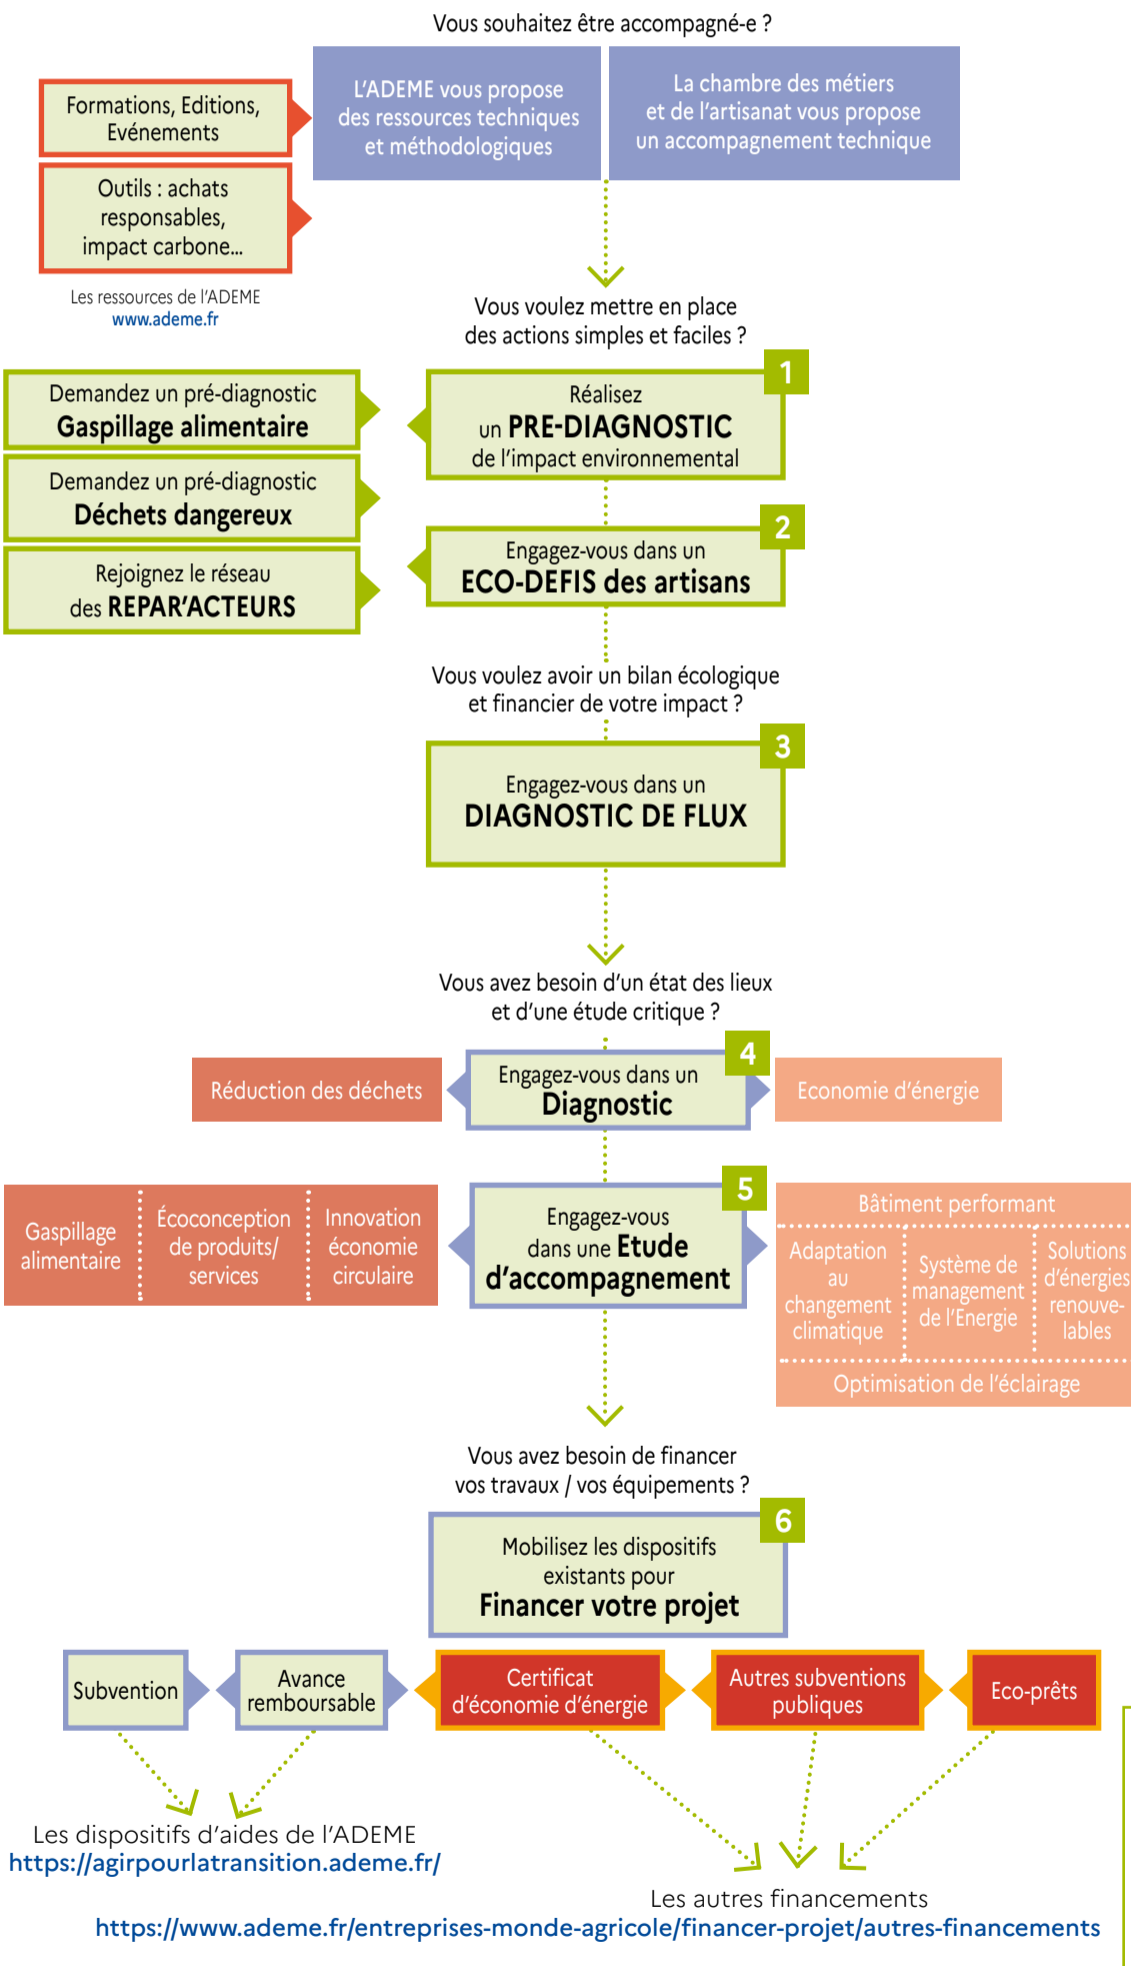 Vous souhaitez être accompagné-e ?
L’ADEME vous propose
des ressources techniques
et méthodologiques
La chambre des métiers
et de l’artisanat vous propose
un accompagnement technique
Formations, Editions,
Evénements
Outils : achats
responsables,
impact carbone...
Les ressources de l’ADEME
www.ademe.fr
Vous voulez mettre en place
des actions simples et faciles ?
1
Réalisez
un PRE-DIAGNOSTIC
de l’impact environnemental
Demandez un pré-diagnostic
Gaspillage alimentaire
Demandez un pré-diagnostic
Déchets dangereux
Rejoignez le réseau
des REPAR’ACTEURS
2
Engagez-vous dans un
ECO-DEFIS des artisans
Vous voulez avoir un bilan écologique
et financier de votre impact ?
3
Engagez-vous dans un
DIAGNOSTIC DE FLUX
Vous avez besoin d’un état des lieux
et d’une étude critique ?
4
Réduction des déchets
Engagez-vous dans un
Diagnostic
Economie d’énergie
5
Gaspillage
alimentaire
Écoconception
de produits/
services
Innovation
économie
circulaire
Engagez-vous
dans une Etude
d’accompagnement
Bâtiment performant
Adaptation
au
changement
climatique
Système de
management
de l’Energie
Solutions
d’énergies
renouve-
lables
Optimisation de l’éclairage
Vous avez besoin de financer
vos travaux / vos équipements ?
6
Mobilisez les dispositifs
existants pour
Financer votre projet
Subvention
Avance
remboursable
Certificat
d’économie d’énergie
Autres subventions
publiques
Eco-prêts
Les dispositifs d’aides de l’ADEME
https://agirpourlatransition.ademe.fr/
Les autres financements
https://www.ademe.fr/entreprises-monde-agricole/financer-projet/autres-financements